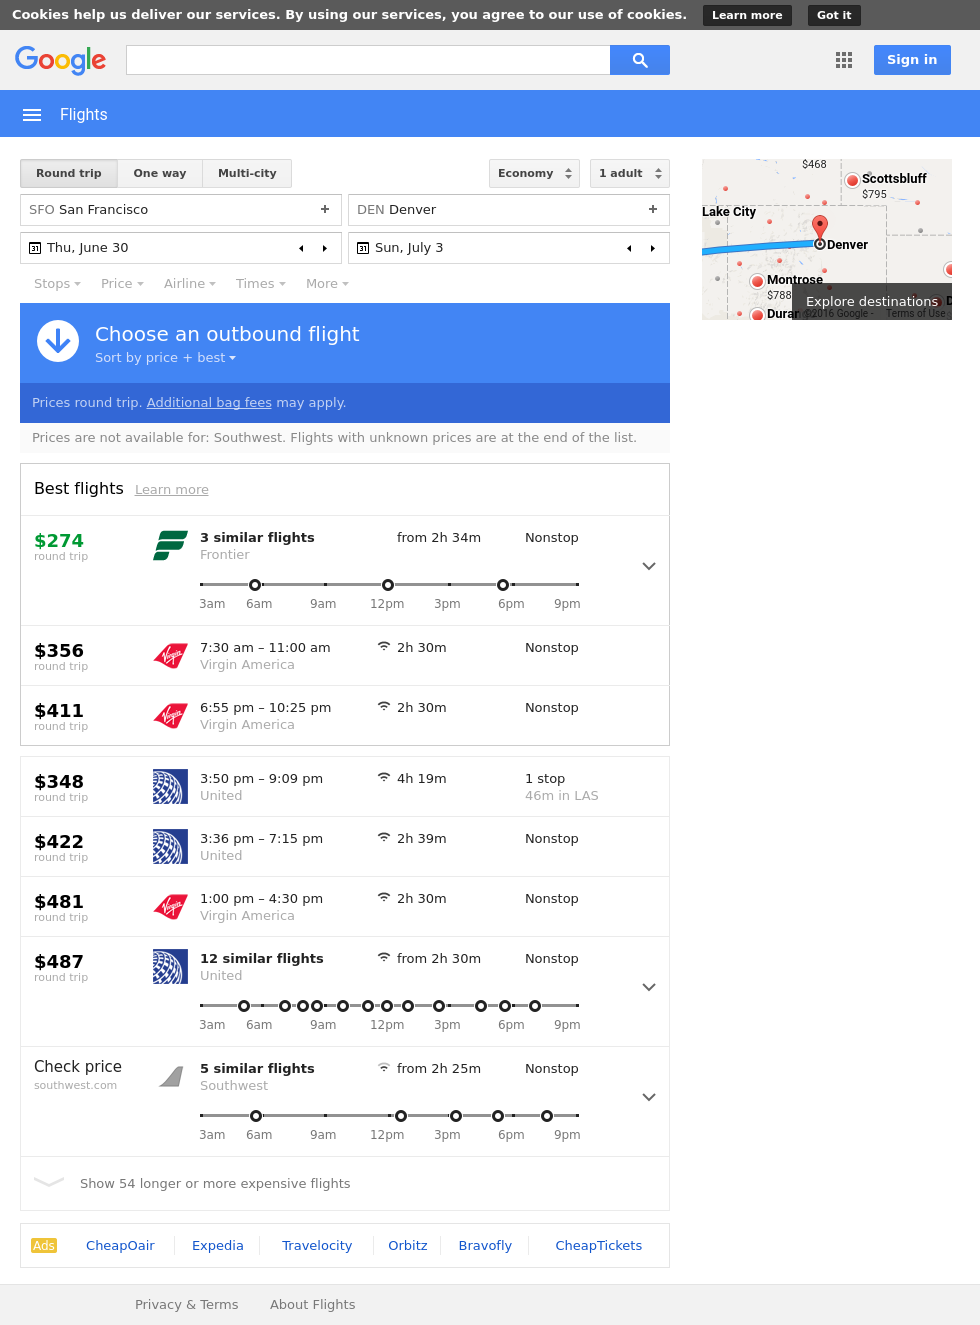 Cookies help us deliver our services. By using our services, you agree to our use of cookies. Learn more Got it
Google Sign in
Flights
Round trip One way Multi-city Economy 1 adult
SFO San Francisco + DEN Denver +
31 Thu, June 30 31 Sun, July 3
Stops Price Airline Times More
$468
Scottsbluff
$795
Lake City
Denver
Montrose
$788
Explore destinations
©2016 Google - Terms of Use
Choose an outbound flight
Sort by price + best
Prices round trip. Additional bag fees may apply.
Prices are not available for: Southwest. Flights with unknown prices are at the end of the list.
Best flights Learn more
$274 3 similar flights from 2h 34m Nonstop
round trip Frontier
3am 6am 9am 12pm 3pm 6pm 9pm
$356 Virgin 7:30 am – 11:00 am 2h 30m Nonstop
round trip Virgin America
$411 Virgin 6:55 pm – 10:25 pm 2h 30m Nonstop
round trip Virgin America
$348 3:50 pm – 9:09 pm 4h 19m 1 stop
round trip United 46m in LAS
$422 3:36 pm – 7:15 pm 2h 39m Nonstop
round trip United
$481 Virgin 1:00 pm – 4:30 pm 2h 30m Nonstop
round trip Virgin America
$487 12 similar flights from 2h 30m Nonstop
round trip United
3am 6am 9am 12pm 3pm 6pm 9pm
Check price 5 similar flights from 2h 25m Nonstop
southwest.com Southwest
3am 6am 9am 12pm 3pm 6pm 9pm
Show 54 longer or more expensive flights
Ads CheapOair Expedia Travelocity Orbitz Bravofly CheapTickets
Privacy & Terms About Flights